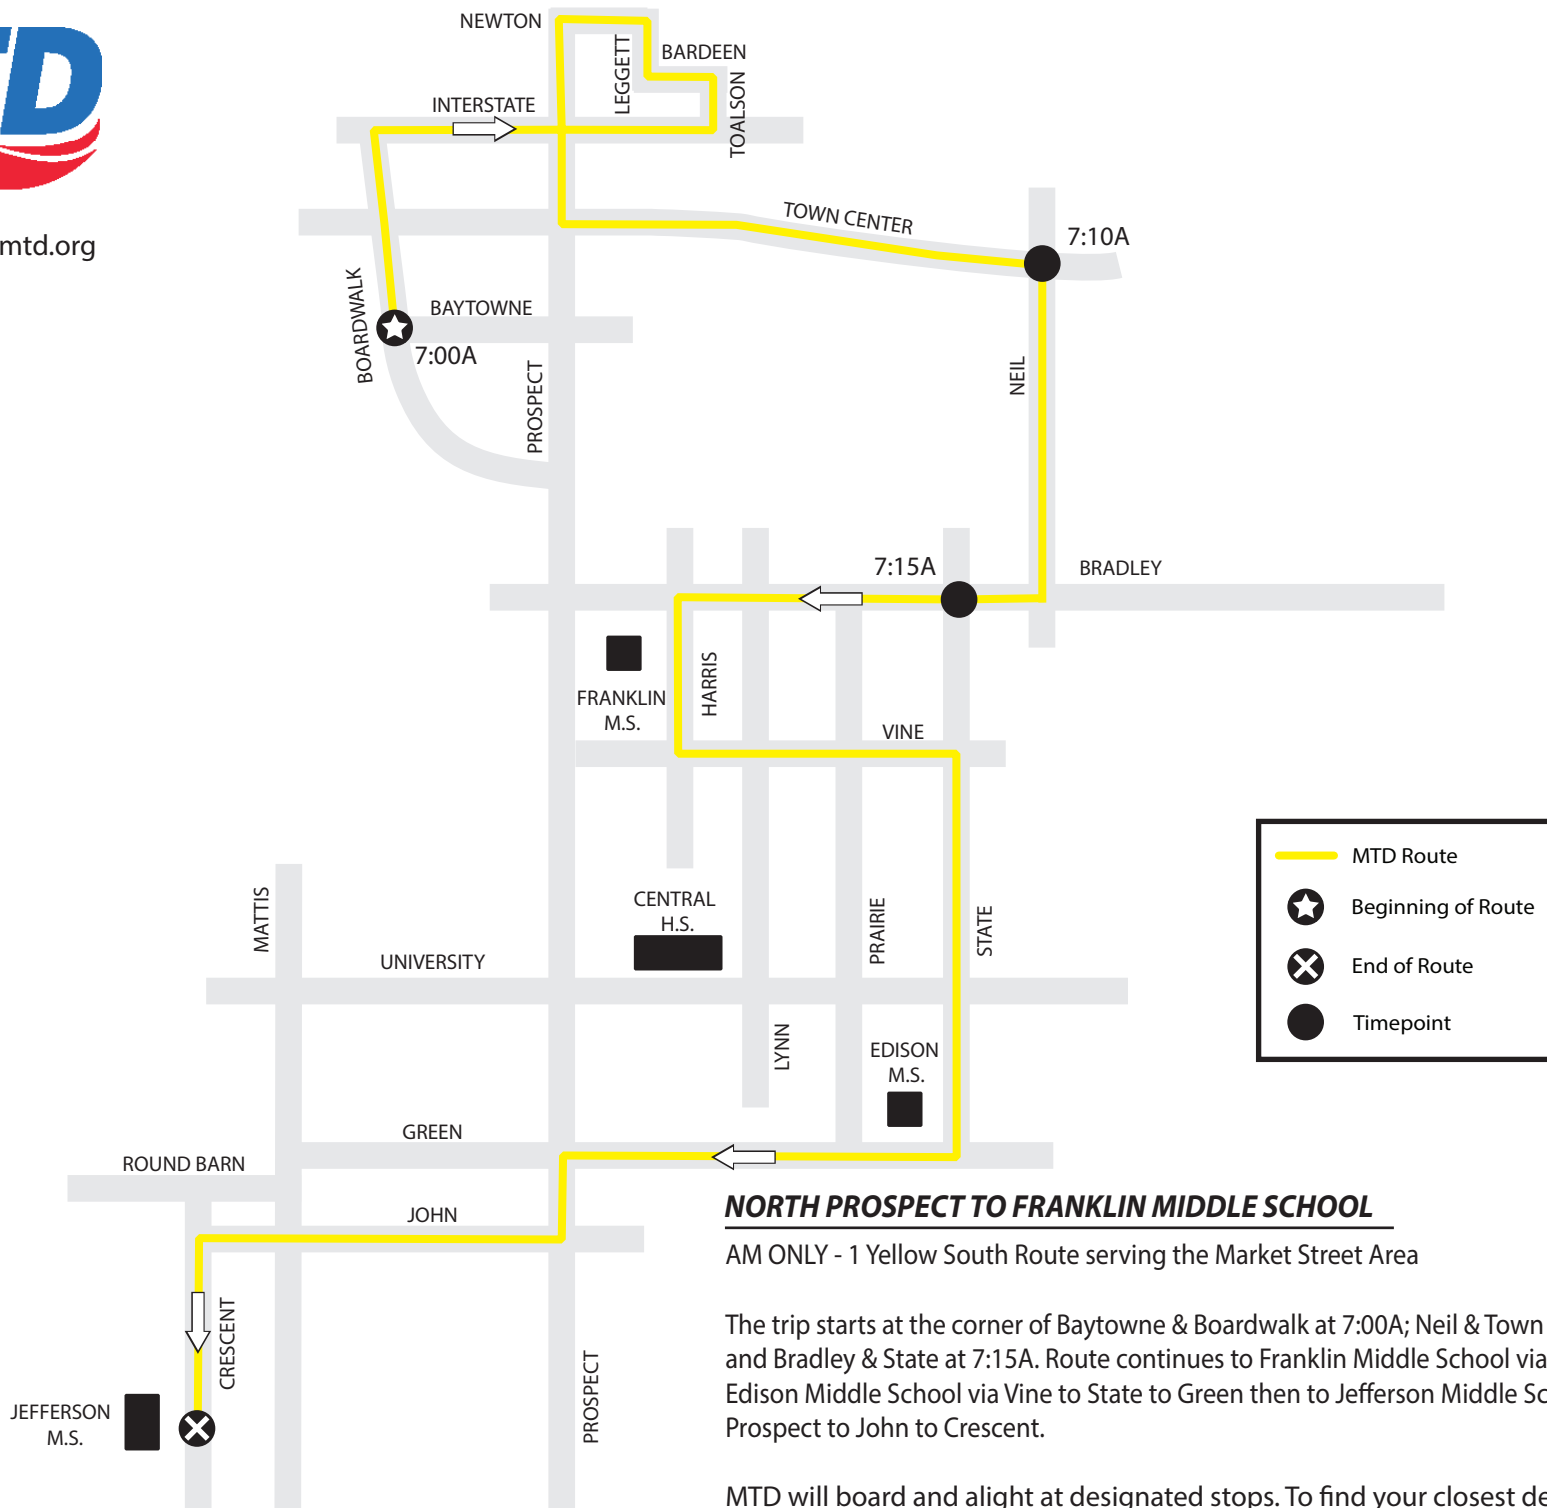 NEWTON
LEGGETT
BARDEEN
INTERSTATE
TOALSON
mtd.org
TOWN CENTER
7:10A
BOARDWALK
BAYTOWNE
7:00A
PROSPECT
NEIL
7:15A
BRADLEY
FRANKLIN
M.S.
HARRIS
VINE
MTD Route
Beginning of Route
End of Route
Timepoint
MATTIS
CENTRAL
H.S.
PRAIRIE
STATE
UNIVERSITY
LYNN
EDISON
M.S.
GREEN
ROUND BARN
JOHN
CRESCENT
PROSPECT
JEFFERSON
M.S.
NORTH PROSPECT TO FRANKLIN MIDDLE SCHOOL
AM ONLY - 1 Yellow South Route serving the Market Street Area
The trip starts at the corner of Baytowne & Boardwalk at 7:00A; Neil & Town
and Bradley & State at 7:15A. Route continues to Franklin Middle School via
Edison Middle School via Vine to State to Green then to Jefferson Middle
Prospect to John to Crescent.
MTD will board and alight at designated stops. To find your closest